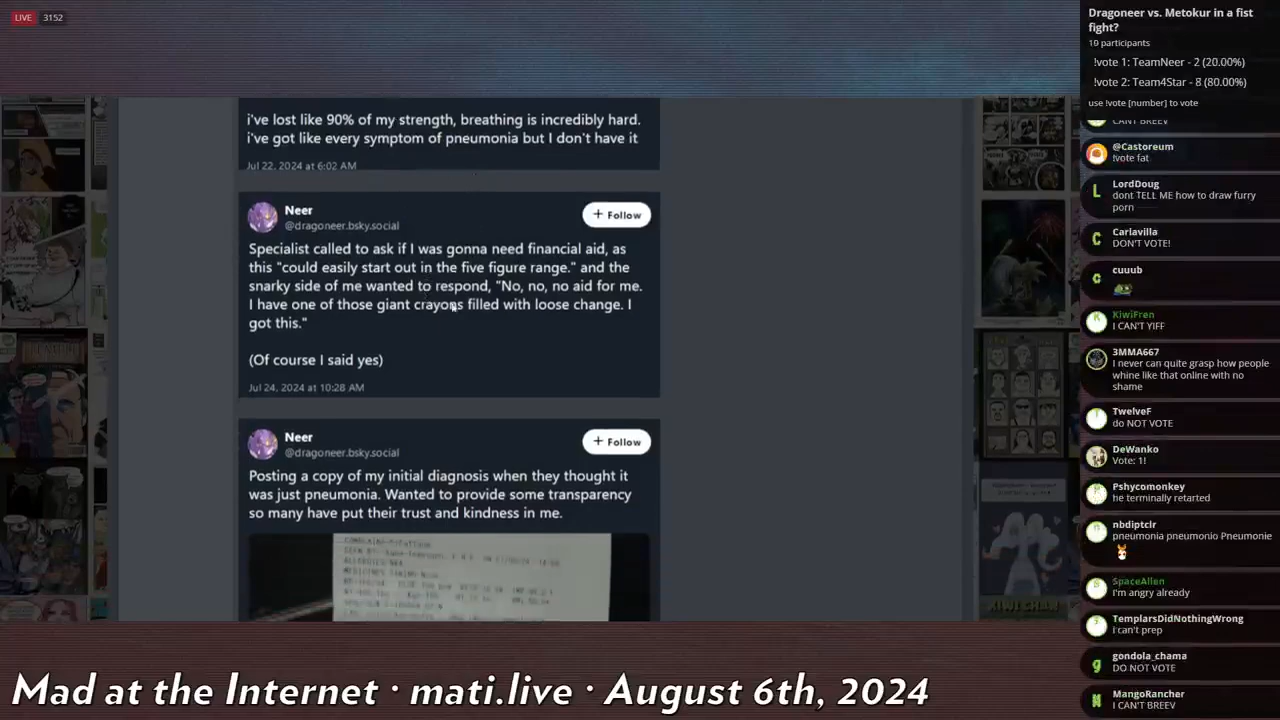 LIVE 3152
i've lost like 90% of my strength, breathing is incredibly hard.
i've got like every symptom of pneumonia but I don't have it
Jul 22, 2024 at 6:02 AM
Neer
@dragoneer.bsky.social
+ Follow
Specialist called to ask if I was gonna need financial aid, as
this "could easily start out in the five figure range." and the
snarky side of me wanted to respond, "No, no, no aid for me.
I have one of those giant crayons filled with loose change. I
got this."
(Of course I said yes)
Jul 24, 2024 at 10:28 AM
Neer
@dragoneer.bsky.social
+ Follow
Posting a copy of my initial diagnosis when they thought it
was just pneumonia. Wanted to provide some transparency
so many have put their trust and kindness in me.
Dragoneer vs. Metokur in a fist
fight?
19 participants
!vote 1: TeamNeer - 2 (20.00%)
!vote 2: Team4Star - 8 (80.00%)
use !vote [number] to vote
CANT BREEV
@Castoreum
!vote fat
LordDoug
dont TELL ME how to draw furry
porn
Carlavilla
DON'T VOTE!
cuuub
KiwiFren
I CAN'T YIFF
3MMA667
I never can quite grasp how people
whine like that online with no
shame
TwelveF
do NOT VOTE
DeWanko
Vote: 1!
Pshycomonkey
he terminally retarted
nbdiptclr
pneumonia pneumonio Pneumonie
SpaceAllen
I'm angry already
TemplarsDidNothingWrong
i can't prep
gondola_chama
DO NOT VOTE
MangoRancher
I CAN'T BREEV
Mad at the Internet · mati.live · August 6th, 2024